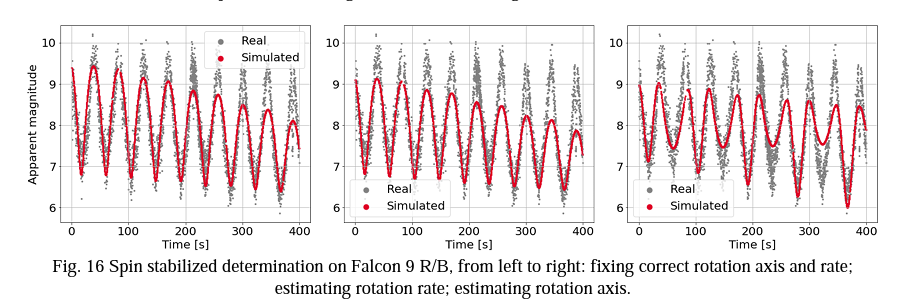 Real
Simulated
Real
Simulated
Real
Simulated
Apparent magnitude
10
9
8
7
6
0
100
200
300
400
Time [s]
10
9
8
7
6
0
100
200
300
400
Time [s]
10
9
8
7
6
0
100
200
300
400
Time [s]
Fig. 16 Spin stabilized determination on Falcon 9 R/B, from left to right: fixing correct rotation axis and rate;
estimating rotation rate; estimating rotation axis.